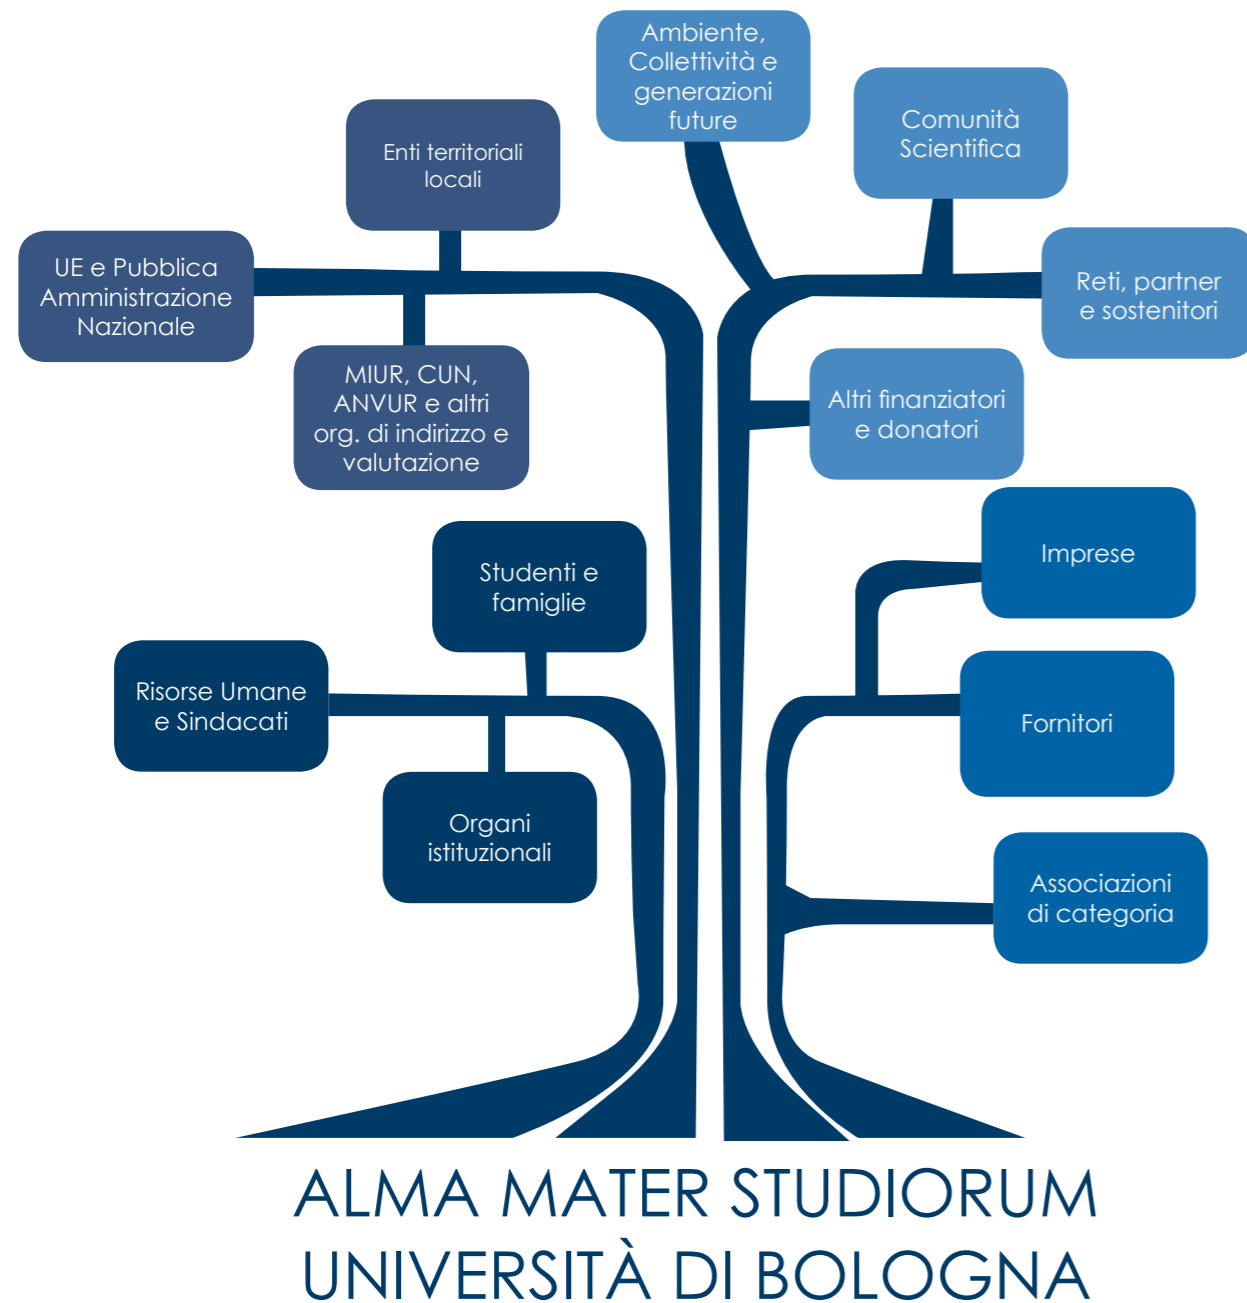 Ambiente,
Collettività e
generazioni
future
Comunità
Scientifica
Enti territoriali
locali
UE e Pubblica
Amministrazione
Nazionale
Reti, partner
e sostenitori
MIUR, CUN,
ANVUR e altri
org. di indirizzo e
valutazione
Altri finanziatori
e donatori
Studenti e
famiglie
Imprese
Risorse Umane
e Sindacati
Fornitori
Organi
istituzionali
Associazioni
di categoria
ALMA MATER STUDIORUM
UNIVERSITÀ DI BOLOGNA